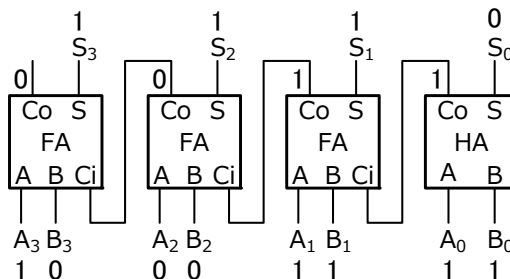 1 1 1 0
S3 S2 S1 S0
0 0 1 1
Co S Co S Co S Co S
FA FA FA HA
A B Ci A B Ci A B Ci A B
A3 B3 A2 B2 A1 B1 A0 B0
1 0 0 0 1 1 1 1